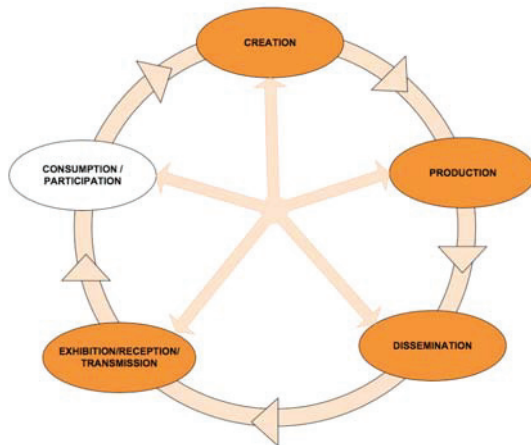 CREATION
PRODUCTION
DISSEMINATION
EXHIBITION/RECEPTION/
TRANSMISSION
CONSUMPTION /
PARTICIPATION